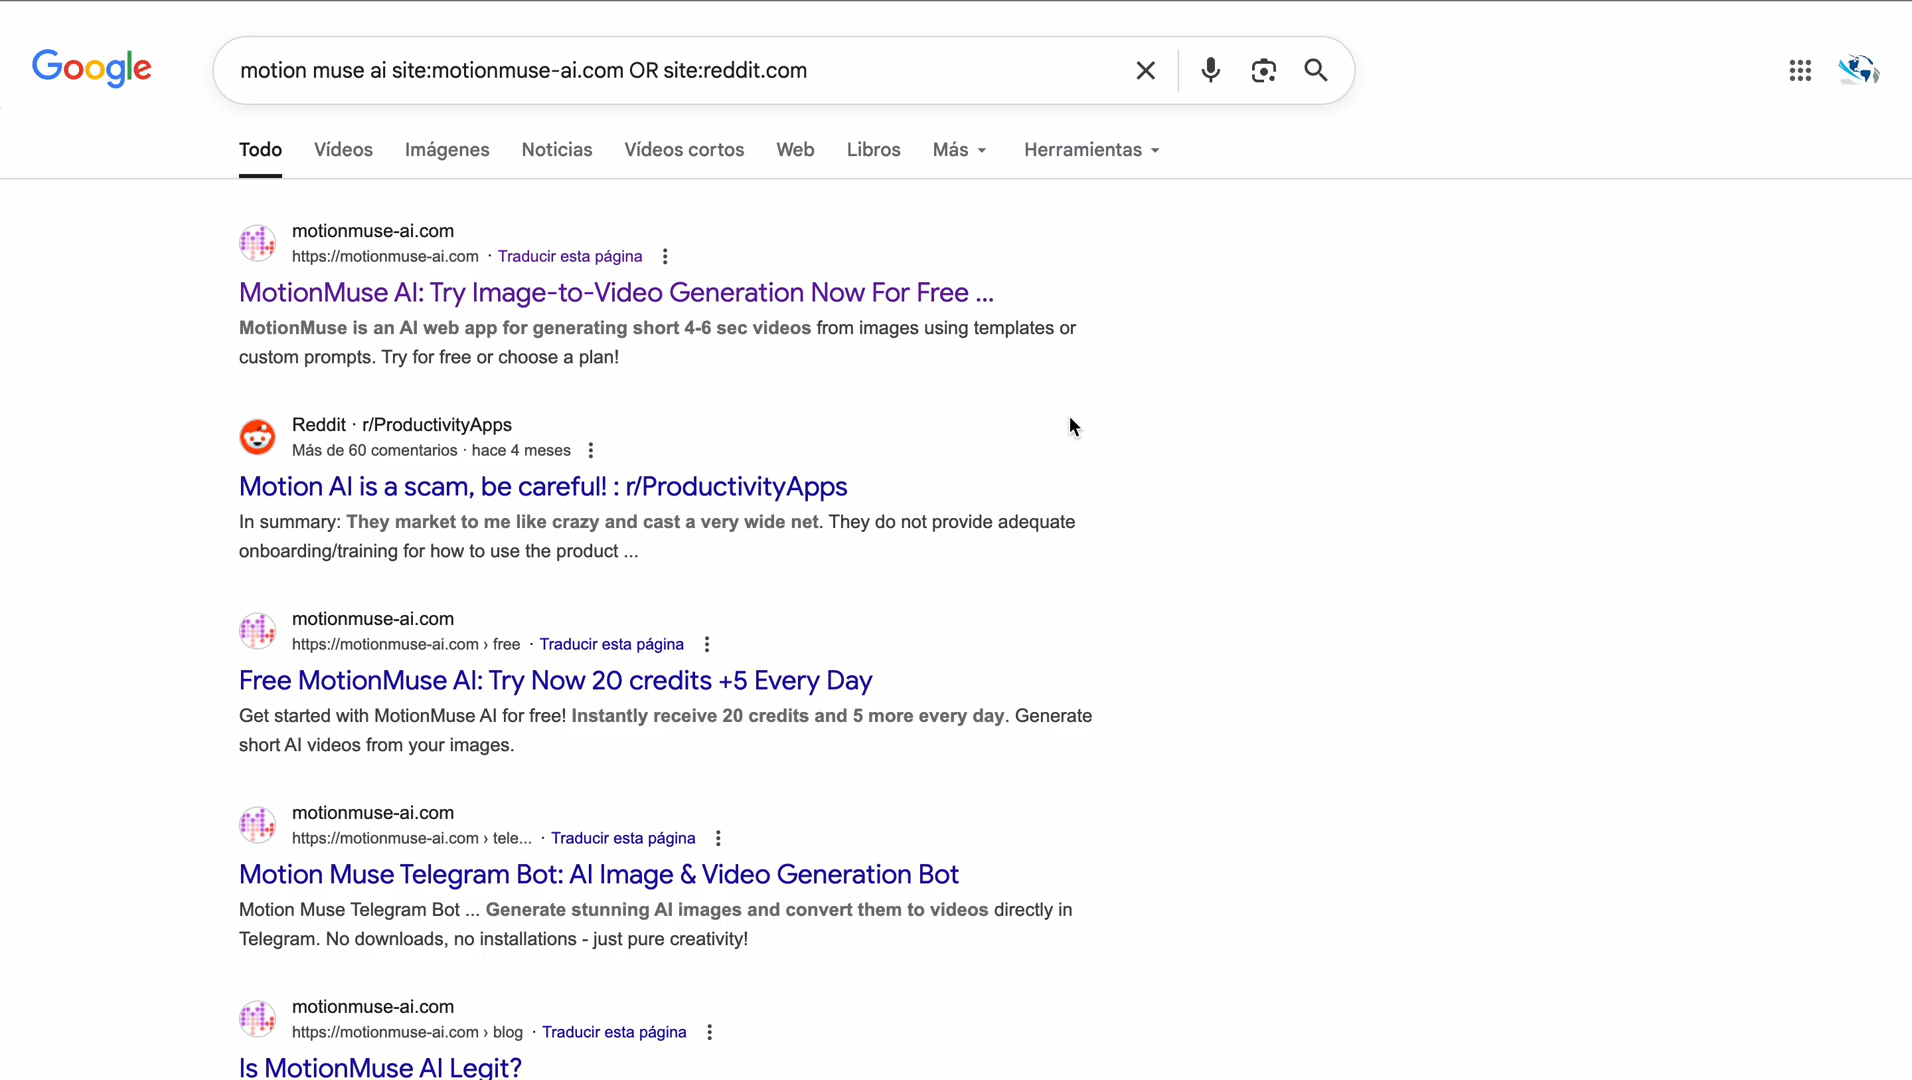 Google
motion muse ai site:motionmuse-ai.com OR site:reddit.com
Todo Vídeos Imágenes Noticias Vídeos cortos Web Libros Más Herramientas
motionmuse-ai.com
https://motionmuse-ai.com · Traducir esta página
MotionMuse AI: Try Image-to-Video Generation Now For Free ...
MotionMuse is an AI web app for generating short 4-6 sec videos from images using templates or
custom prompts. Try for free or choose a plan!
Reddit · r/ProductivityApps
Más de 60 comentarios · hace 4 meses
Motion AI is a scam, be careful! : r/ProductivityApps
In summary: They market to me like crazy and cast a very wide net. They do not provide adequate
onboarding/training for how to use the product ...
motionmuse-ai.com
https://motionmuse-ai.com › free · Traducir esta página
Free MotionMuse AI: Try Now 20 credits +5 Every Day
Get started with MotionMuse AI for free! Instantly receive 20 credits and 5 more every day. Generate
short AI videos from your images.
motionmuse-ai.com
https://motionmuse-ai.com › tele... · Traducir esta página
Motion Muse Telegram Bot: AI Image & Video Generation Bot
Motion Muse Telegram Bot ... Generate stunning AI images and convert them to videos directly in
Telegram. No downloads, no installations - just pure creativity!
motionmuse-ai.com
https://motionmuse-ai.com › blog · Traducir esta página
Is MotionMuse AI Legit?